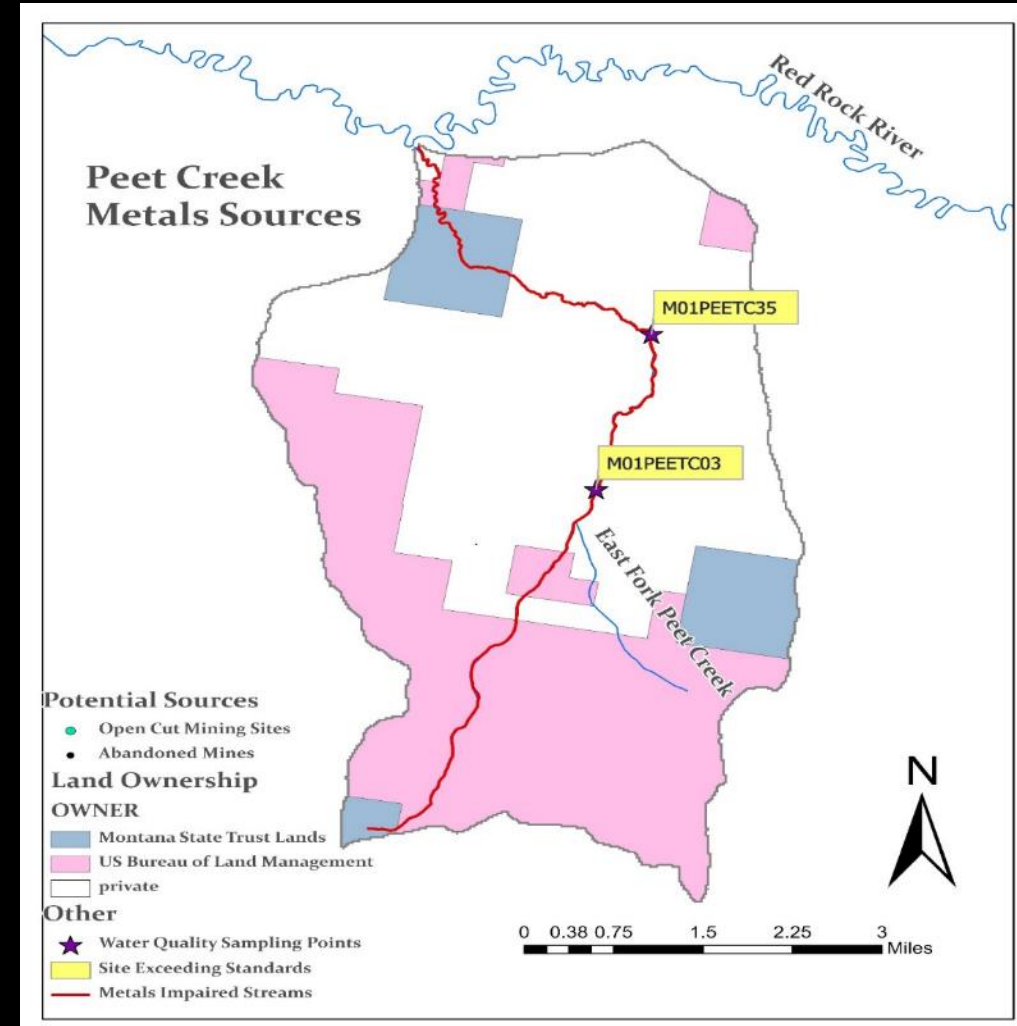 Red Rock River
Peet Creek
Metals Sources
M01PEETC35
M01PEETC03
East Fork Peet Creek
Potential Sources
Open Cut Mining Sites
Abandoned Mines
Land Ownership
OWNER
Montana State Trust Lands
US Bureau of Land Management
private
Other
Water Quality Sampling Points
Site Exceeding Standards
Metals Impaired Streams
N
0 0.38 0.75 1.5 2.25 3
Miles